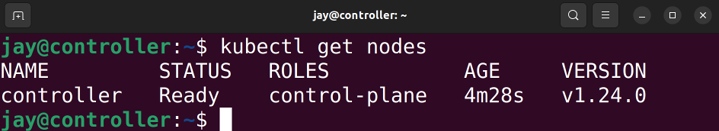 jay@controller: ~
jay@controller:~$ kubectl get nodes
NAME         STATUS   ROLES           AGE     VERSION
controller   Ready    control-plane   4m28s   v1.24.0
jay@controller:~$